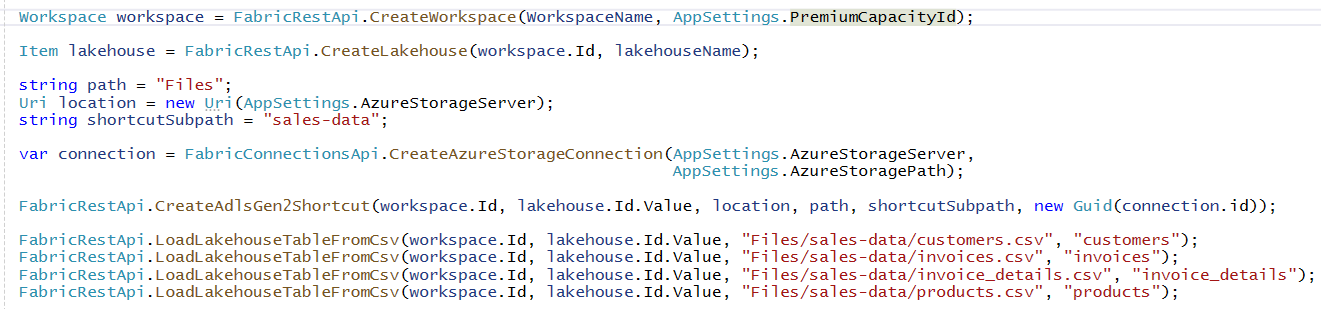 Workspace workspace = FabricRestApi.CreateWorkspace(WorkspaceName, AppSettings.PremiumCapacityId);
Item lakehouse = FabricRestApi.CreateLakehouse(workspace.Id, lakehouseName);
string path = "Files";
Uri location = new Uri(AppSettings.AzureStorageServer);
string shortcutSubpath = "sales-data";
var connection = FabricConnectionsApi.CreateAzureStorageConnection(AppSettings.AzureStorageServer,
AppSettings.AzureStoragePath);
FabricRestApi.CreateAdlsGen2Shortcut(workspace.Id, lakehouse.Id.Value, location, path, shortcutSubpath, new Guid(connection.id));
FabricRestApi.LoadLakehouseTableFromCsv(workspace.Id, lakehouse.Id.Value, "Files/sales-data/customers.csv", "customers");
FabricRestApi.LoadLakehouseTableFromCsv(workspace.Id, lakehouse.Id.Value, "Files/sales-data/invoices.csv", "invoices");
FabricRestApi.LoadLakehouseTableFromCsv(workspace.Id, lakehouse.Id.Value, "Files/sales-data/invoice_details.csv", "invoice_details");
FabricRestApi.LoadLakehouseTableFromCsv(workspace.Id, lakehouse.Id.Value, "Files/sales-data/products.csv", "products");